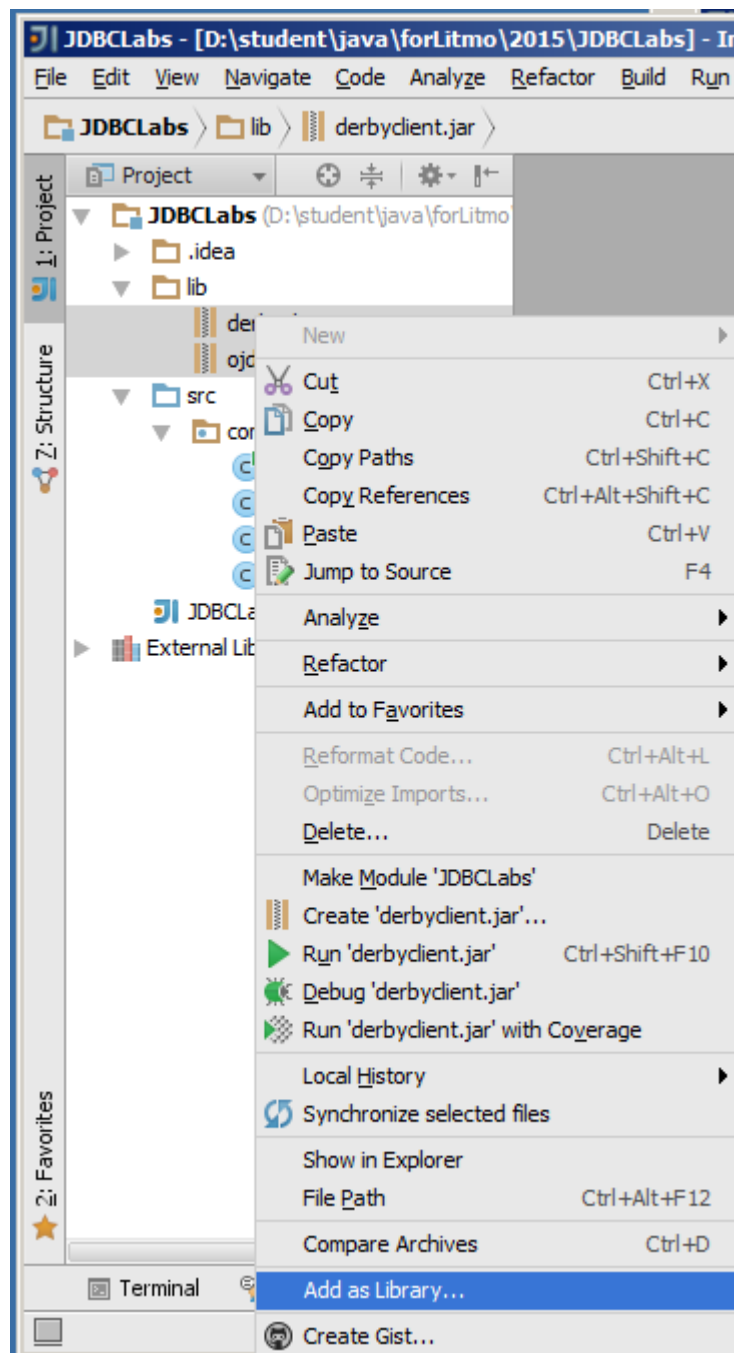 JDBCLabs - [D:\student\java\forLitmo\2015\JDBCLabs] - I
File Edit View Navigate Code Analyze Refactor Build Run
JDBCLabs lib derbyclient.jar
1: Project
Project
JDBCLabs (D:\student\java\forLitmo
.idea
lib
src
External Lib
7: Structure
2: Favorites
New
Cut Ctrl+X
Copy Ctrl+C
Copy Paths Ctrl+Shift+C
Copy References Ctrl+Alt+Shift+C
Paste Ctrl+V
Jump to Source F4
Analyze
Refactor
Add to Favorites
Reformat Code... Ctrl+Alt+L
Optimize Imports... Ctrl+Alt+O
Delete... Delete
Make Module 'JDBCLabs'
Create 'derbyclient.jar'...
Run 'derbyclient.jar' Ctrl+Shift+F10
Debug 'derbyclient.jar'
Run 'derbyclient.jar' with Coverage
Local History
Synchronize selected files
Show in Explorer
File Path Ctrl+Alt+F12
Compare Archives Ctrl+D
Add as Library...
Create Gist...
Terminal